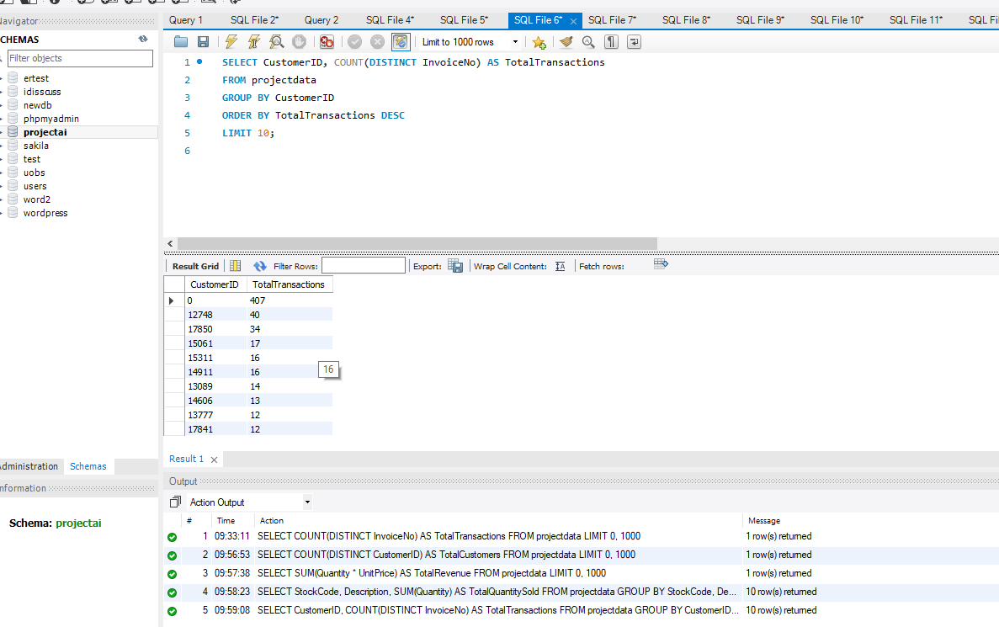 Navigator
Query 1 SQL File 2* Query 2 SQL File 4* SQL File 5* SQL File 6* SQL File 7* SQL File 8* SQL File 9* SQL File 10* SQL File 11* SQL Fi
SCHEMAS
Filter objects
ertest
idisscuss
newdb
phpmyadmin
projectai
sakila
test
uobs
users
word2
wordpress
Administration Schemas
Information
Schema: projectai
Limit to 1000 rows
1 SELECT CustomerID, COUNT(DISTINCT InvoiceNo) AS TotalTransactions
2 FROM projectdata
3 GROUP BY CustomerID
4 ORDER BY TotalTransactions DESC
5 LIMIT 10;
6
Result Grid Filter Rows: Export: Wrap Cell Content: Fetch rows:
CustomerID TotalTransactions
0 407
12748 40
17850 34
15061 17
15311 16
14911 16
16
13089 14
14606 13
13777 12
17841 12
Result 1
Output
Action Output
# Time Action Message
1 09:33:11 SELECT COUNT(DISTINCT InvoiceNo) AS TotalTransactions FROM projectdata LIMIT 0, 1000 1 row(s) returned
2 09:56:53 SELECT COUNT(DISTINCT CustomerID) AS TotalCustomers FROM projectdata LIMIT 0, 1000 1 row(s) returned
3 09:57:38 SELECT SUM(Quantity * UnitPrice) AS TotalRevenue FROM projectdata LIMIT 0, 1000 1 row(s) returned
4 09:58:23 SELECT StockCode, Description, SUM(Quantity) AS TotalQuantitySold FROM projectdata GROUP BY StockCode, De... 10 row(s) returned
5 09:59:08 SELECT CustomerID, COUNT(DISTINCT InvoiceNo) AS TotalTransactions FROM projectdata GROUP BY CustomerID... 10 row(s) returned